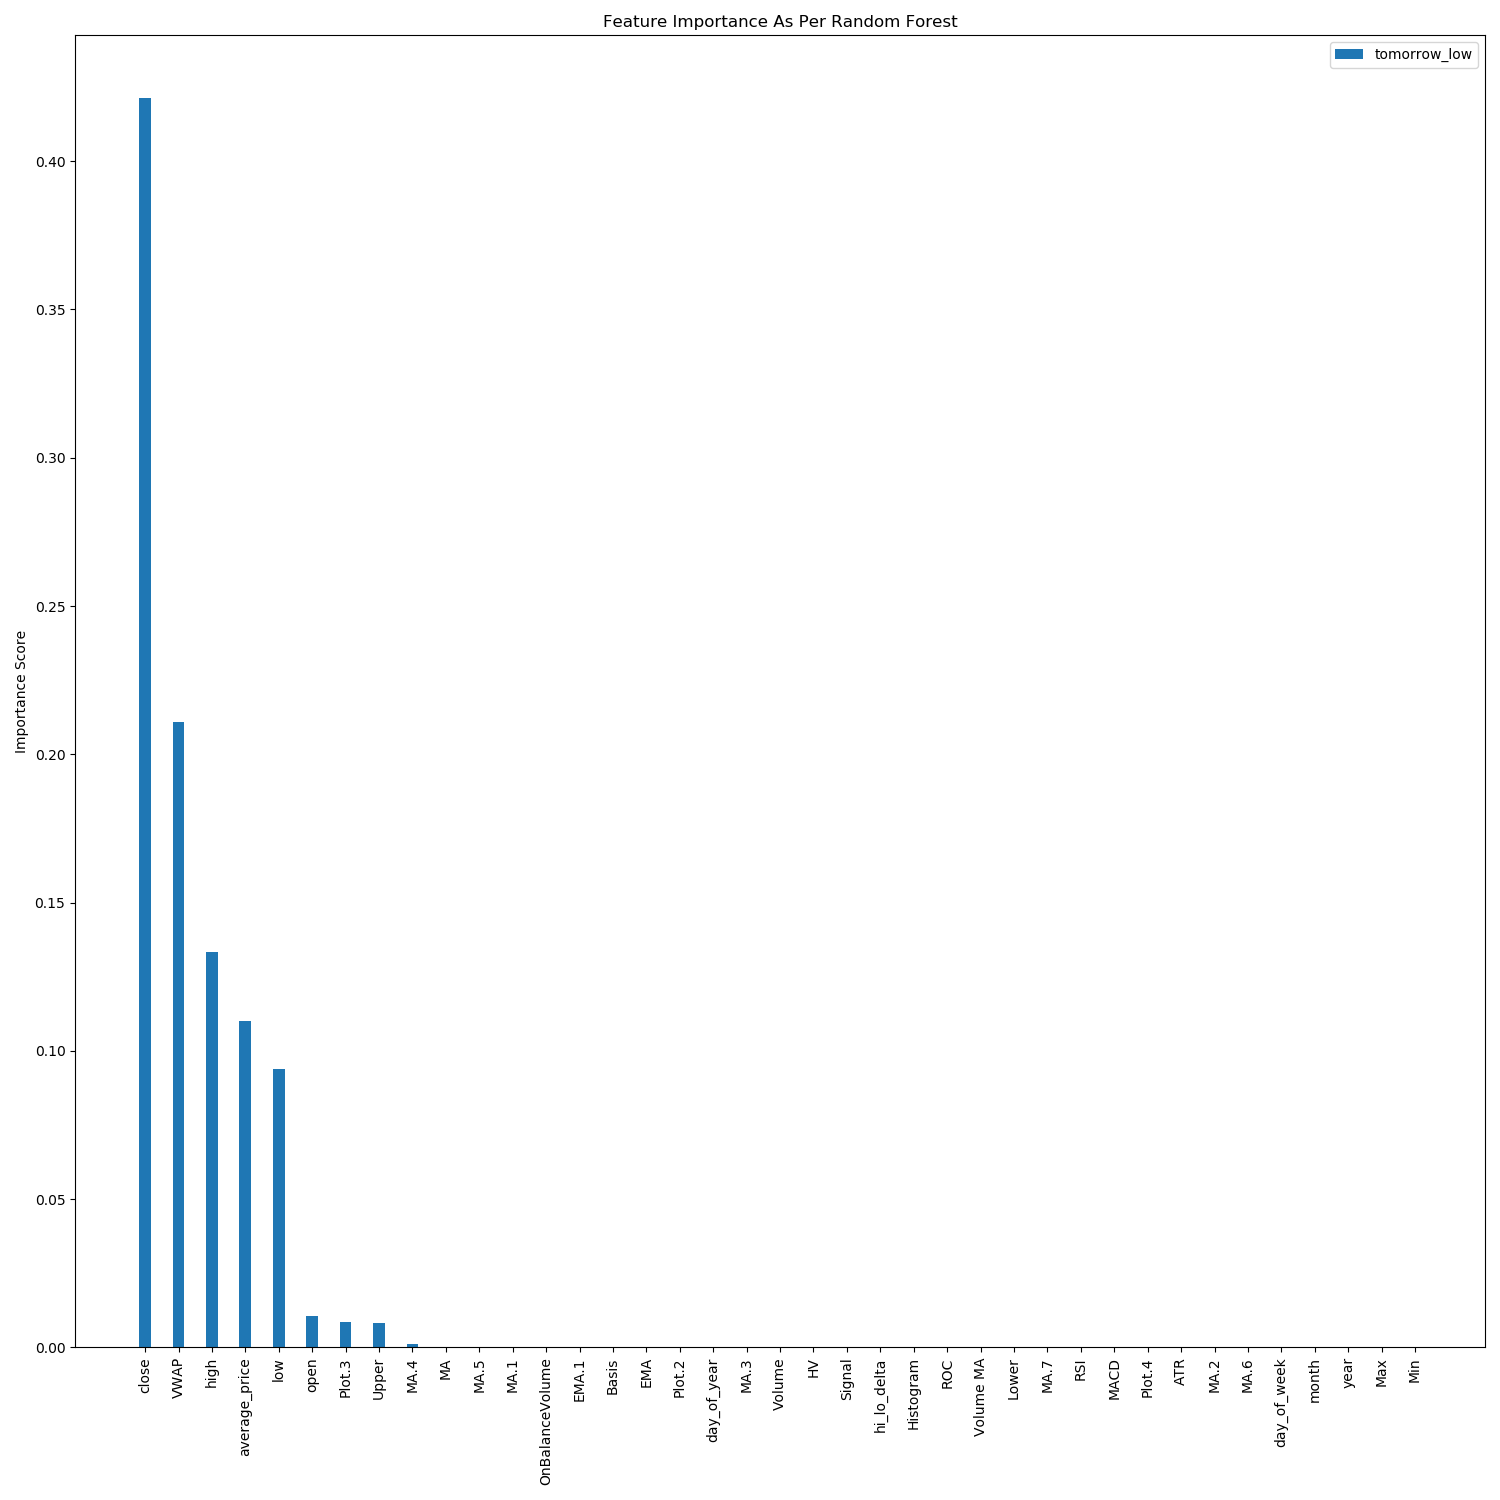 Feature Importance As Per Random Forest
tomorrow_low
Importance Score
0.40
0.35
0.30
0.25
0.20
0.15
0.10
0.05
0.00
close
VWAP
high
average_price
low
open
Plot.3
Upper
MA.4
MA
MA.5
MA.1
OnBalanceVolume
EMA.1
Basis
EMA
Plot.2
day_of_year
MA.3
Volume
HV
Signal
hi_lo_delta
Histogram
ROC
Volume MA
Lower
MA.7
RSI
MACD
Plot.4
ATR
MA.2
MA.6
day_of_week
month
year
Max
Min